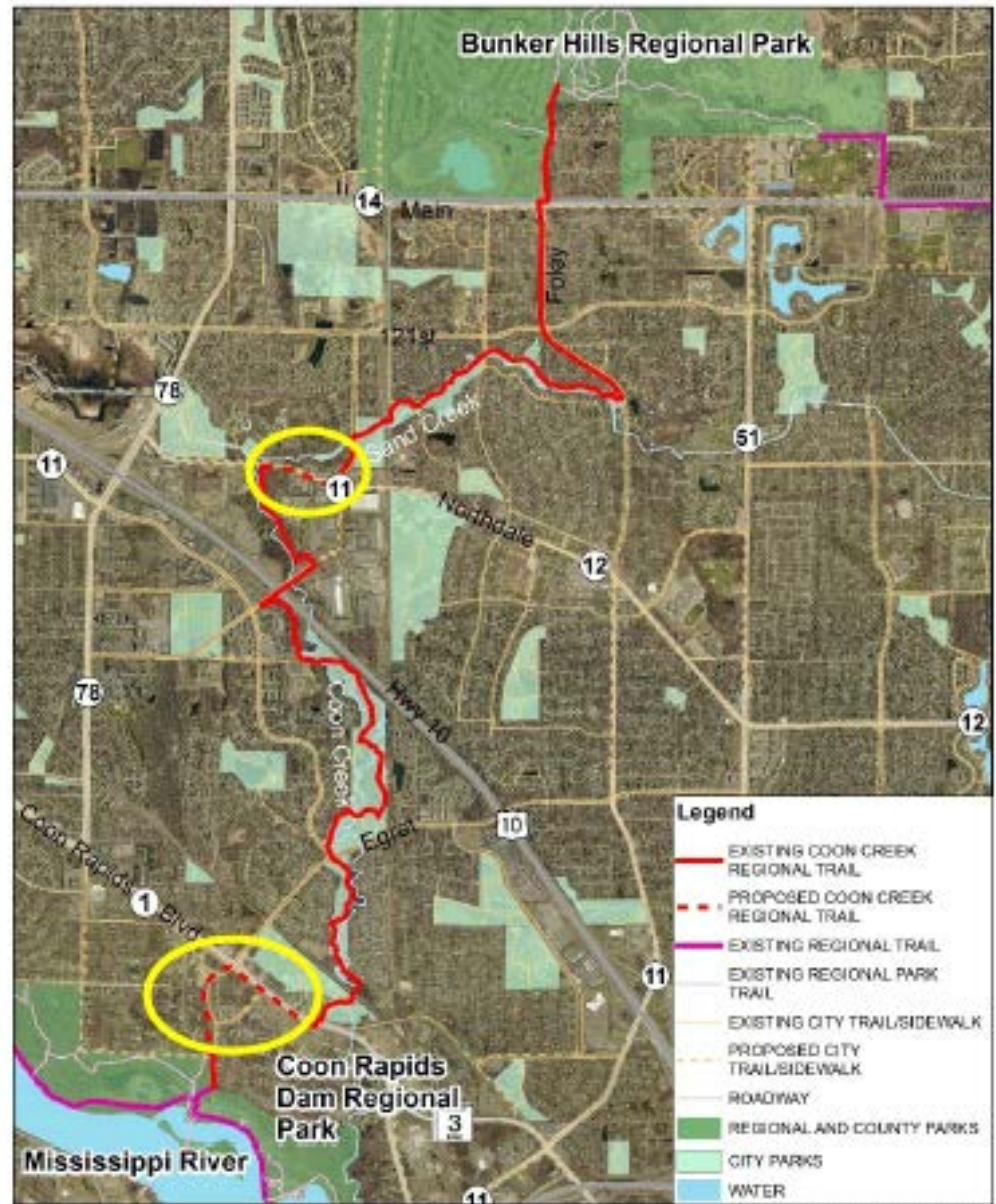 Bunker Hills Regional Park
14
Main
Foley
121st
78
Sand Creek
51
11
11
Northdale
12
78
Coon Creek
Hwy 10
12
10
Egret
Coon Rapids Blvd
1
11
Coon Rapids
Dam Regional
Park
3
Mississippi River
11
Legend
EXISTING COON CREEK
REGIONAL TRAIL
PROPOSED COON CREEK
REGIONAL TRAIL
EXISTING REGIONAL TRAIL
EXISTING REGIONAL PARK
TRAIL
EXISTING CITY TRAIL/SIDEWALK
PROPOSED CITY
TRAIL/SIDEWALK
ROADWAY
REGIONAL AND COUNTY PARKS
CITY PARKS
WATER